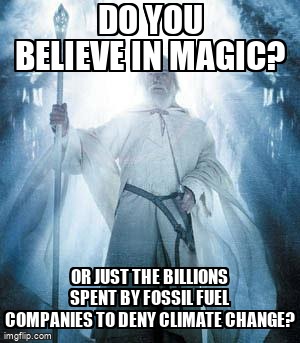 DO YOU
BELIEVE IN MAGIC?
OR JUST THE BILLIONS
SPENT BY FOSSIL FUEL
COMPANIES TO DENY CLIMATE CHANGE?
imgflip.com